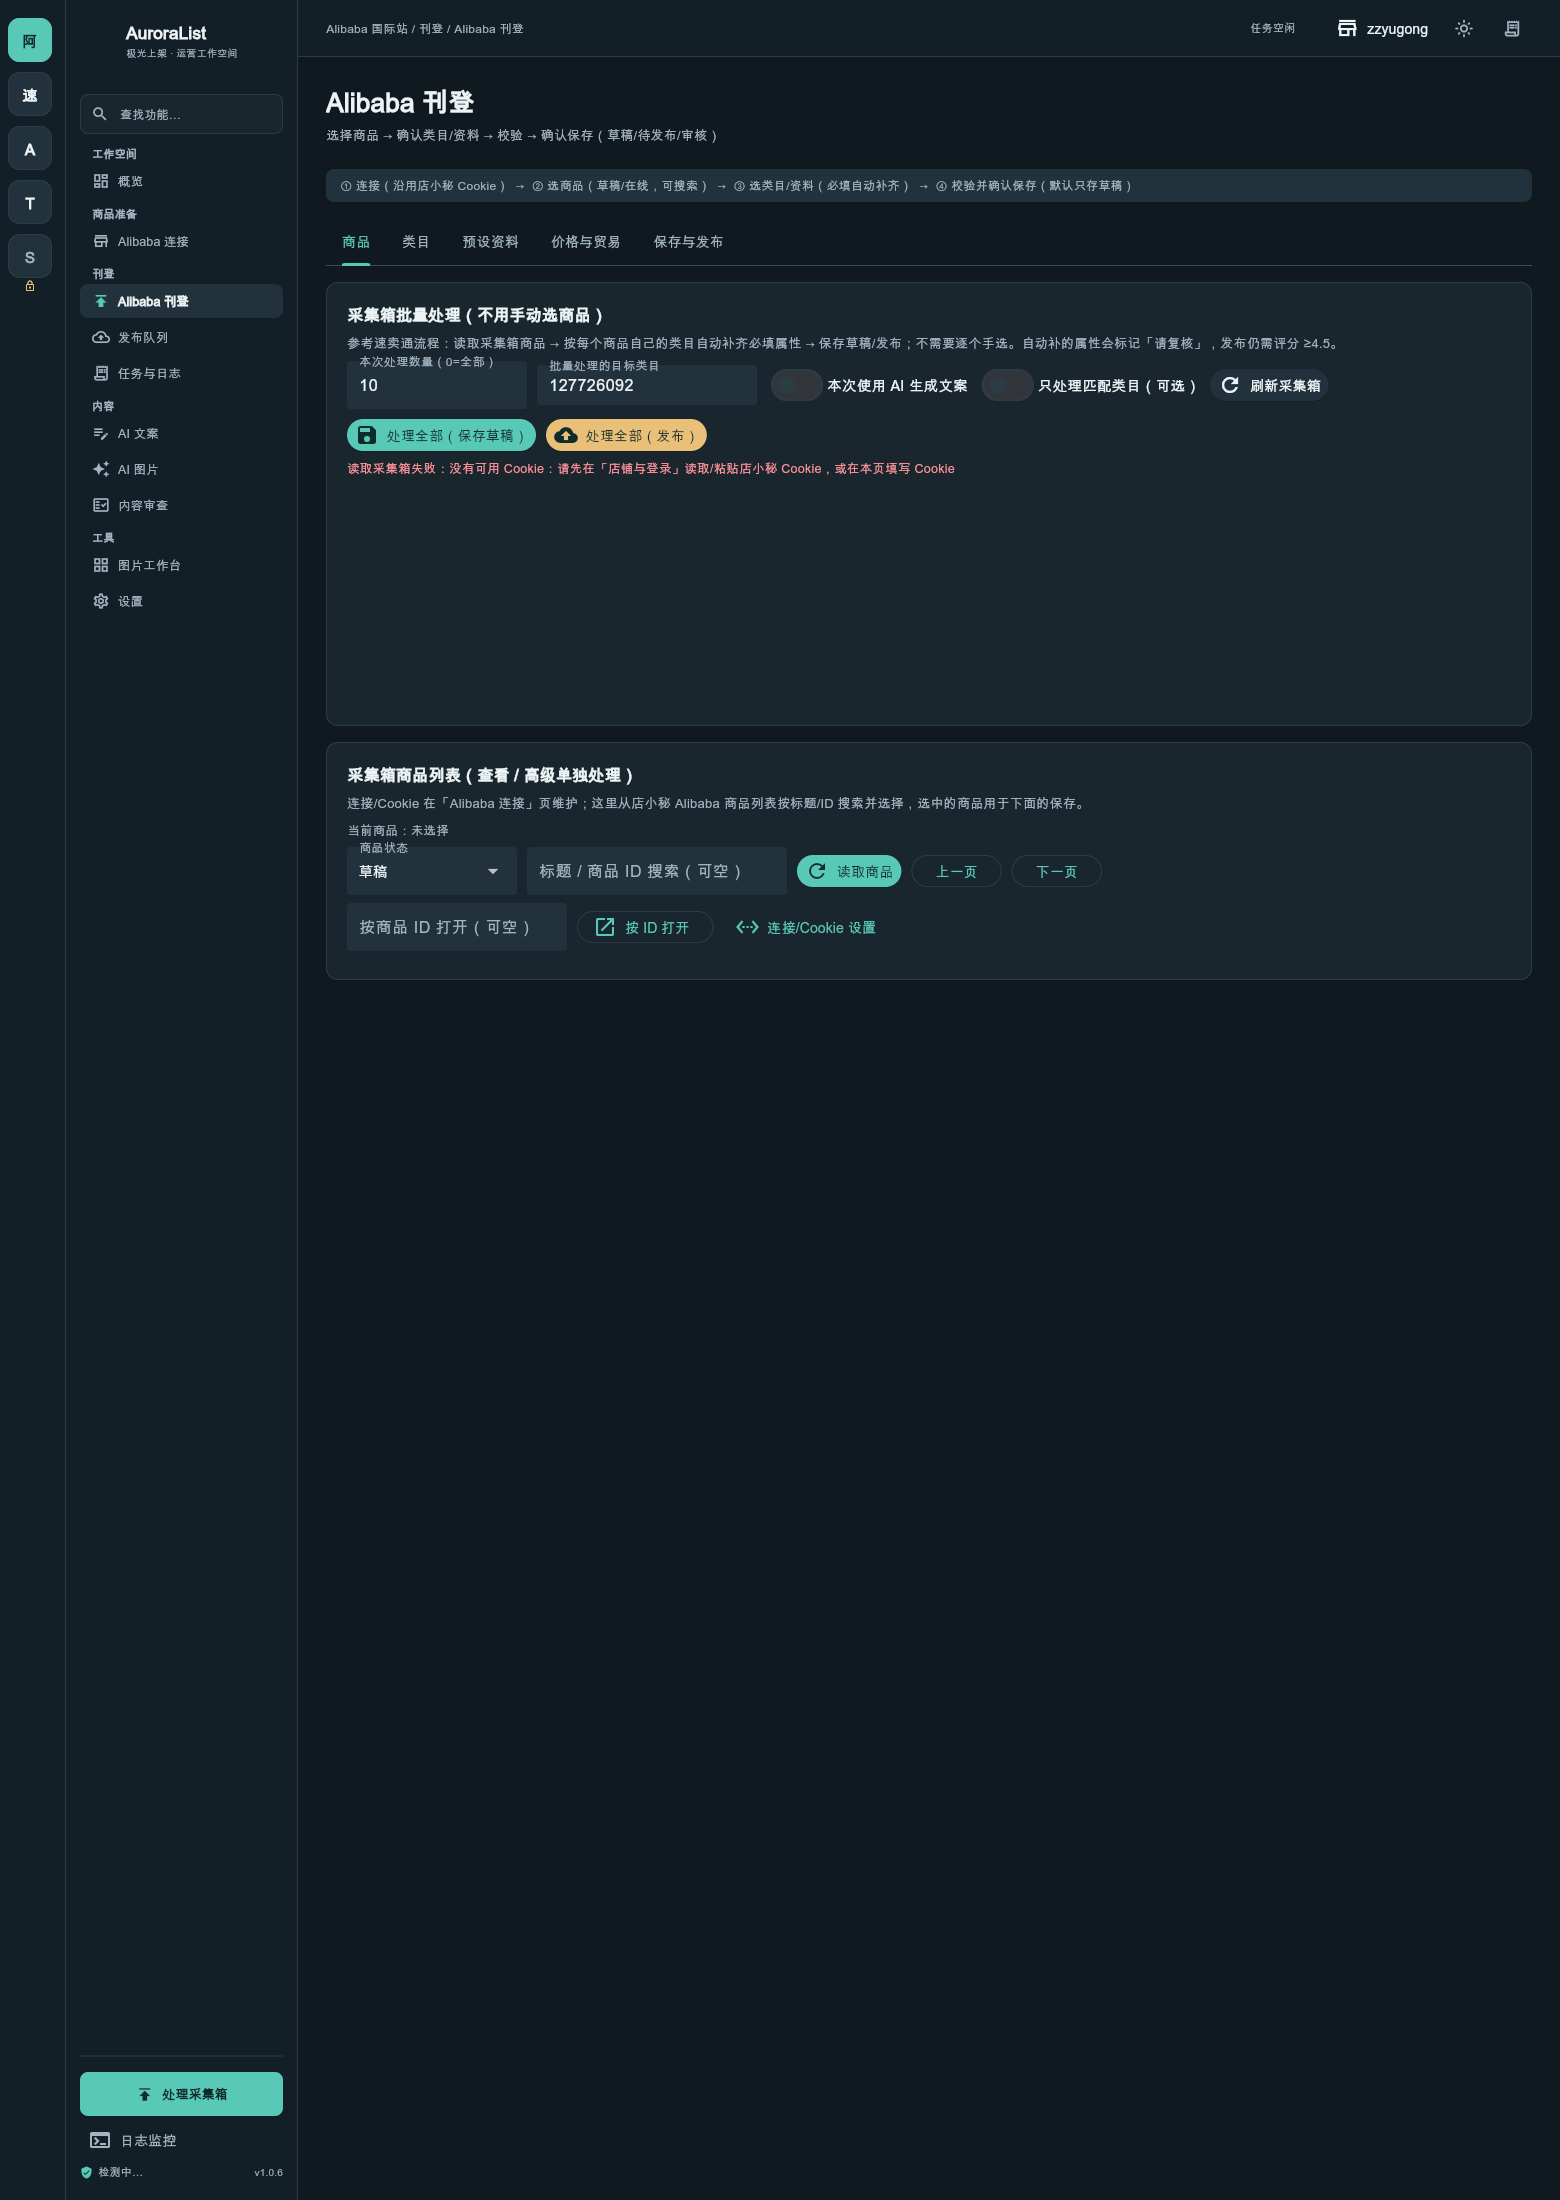 阿
速
A
T
S
AuroraList
极光上架 · 运营工作空间
查找功能...
工作空间
概览
商品准备
Alibaba 连接
刊登
Alibaba 刊登
发布队列
任务与日志
内容
AI 文案
AI 图片
内容审查
工具
图片工作台
设置
处理采集箱
日志监控
检测中... v1.0.6
Alibaba 国际站 / 刊登 / Alibaba 刊登
任务空闲
zzyugong
Alibaba 刊登
选择商品 → 确认类目/资料 → 校验 → 确认保存（草稿/待发布/审核）
① 连接（沿用店小秘 Cookie） → ② 选商品（草稿/在线，可搜索） → ③ 选类目/资料（必填自动补齐） → ④ 校验并确认保存（默认只存草稿）
商品 类目 预设资料 价格与贸易 保存与发布
采集箱批量处理（不用手动选商品）
参考速卖通流程：读取采集箱商品 → 按每个商品自己的类目自动补齐必填属性 → 保存草稿/发布；不需要逐个手选。自动补的属性会标记「请复核」，发布仍需评分 ≥4.5。
本次处理数量（0=全部）
10
批量处理的目标类目
127726092
本次使用 AI 生成文案
只处理匹配类目（可选）
刷新采集箱
处理全部（保存草稿）
处理全部（发布）
读取采集箱失败：没有可用 Cookie：请先在「店铺与登录」读取/粘贴店小秘 Cookie，或在本页填写 Cookie
采集箱商品列表（查看 / 高级单独处理）
连接/Cookie 在「Alibaba 连接」页维护；这里从店小秘 Alibaba 商品列表按标题/ID 搜索并选择，选中的商品用于下面的保存。
当前商品：未选择
商品状态
草稿
标题 / 商品 ID 搜索（可空）
读取商品
上一页
下一页
按商品 ID 打开（可空）
按 ID 打开
连接/Cookie 设置